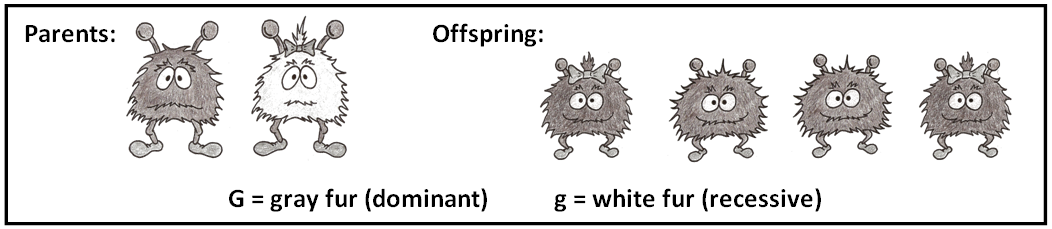 Parents: Offspring:
G = gray fur (dominant) g = white fur (recessive)